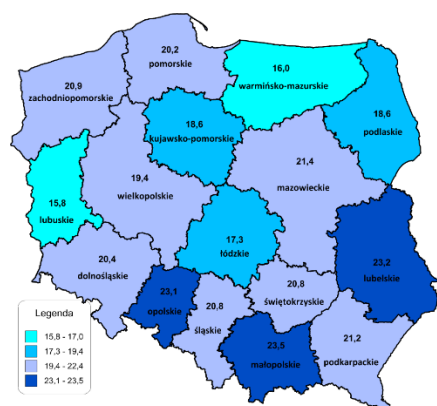 20,2
pomorskie
16,0
warmińsko-mazurskie
20,9
zachodniopomorskie
18,6
podlaskie
18,6
kujawsko-pomorskie
21,4
mazowieckie
19,4
wielkopolskie
15,8
lubuskie
17,3
łódzkie
23,2
lubelskie
20,4
dolnośląskie
23,1
opolskie
20,8
śląskie
20,8
świętokrzyskie
23,5
małopolskie
21,2
podkarpackie
Legenda
15,8 - 17,0
17,3 - 19,4
19,4 - 22,4
23,1 - 23,5